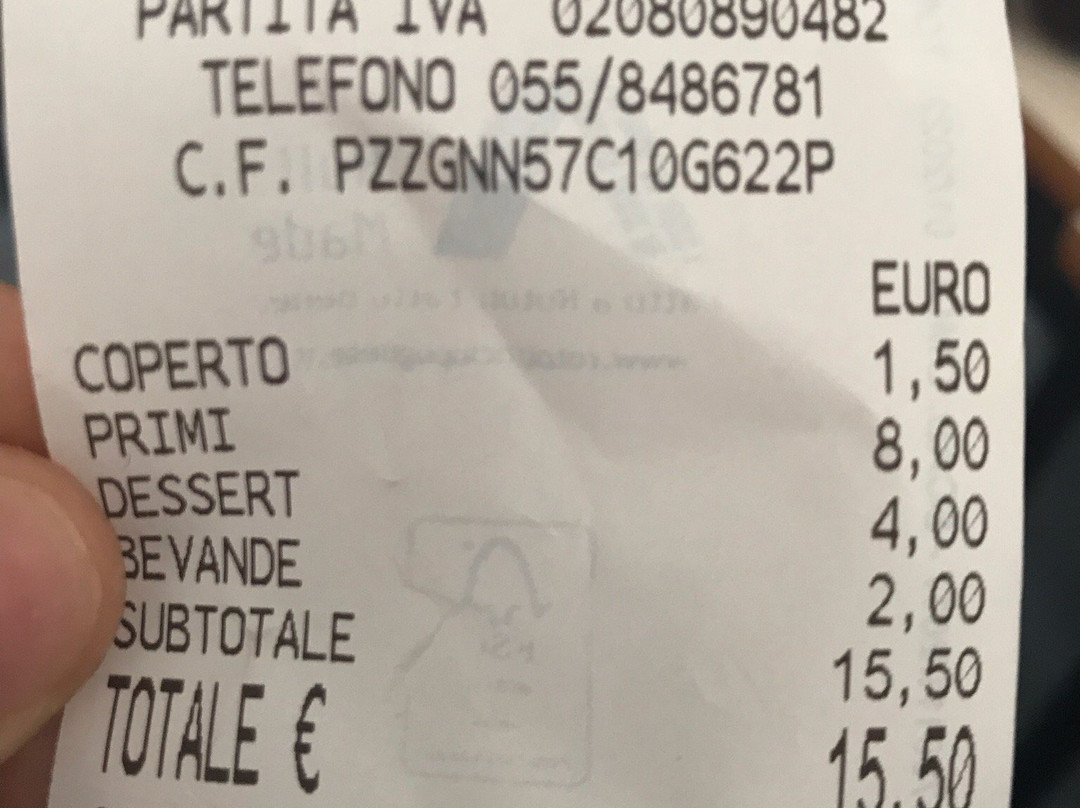 PARTITA IVA 02080890482
TELEFONO 055/8486781
C.F. PZZGNN57C10G622P
EURO
COPERTO 1,50
PRIMI 8,00
DESSERT 4,00
BEVANDE 2,00
SUBTOTALE 15,50
TOTALE € 15,50